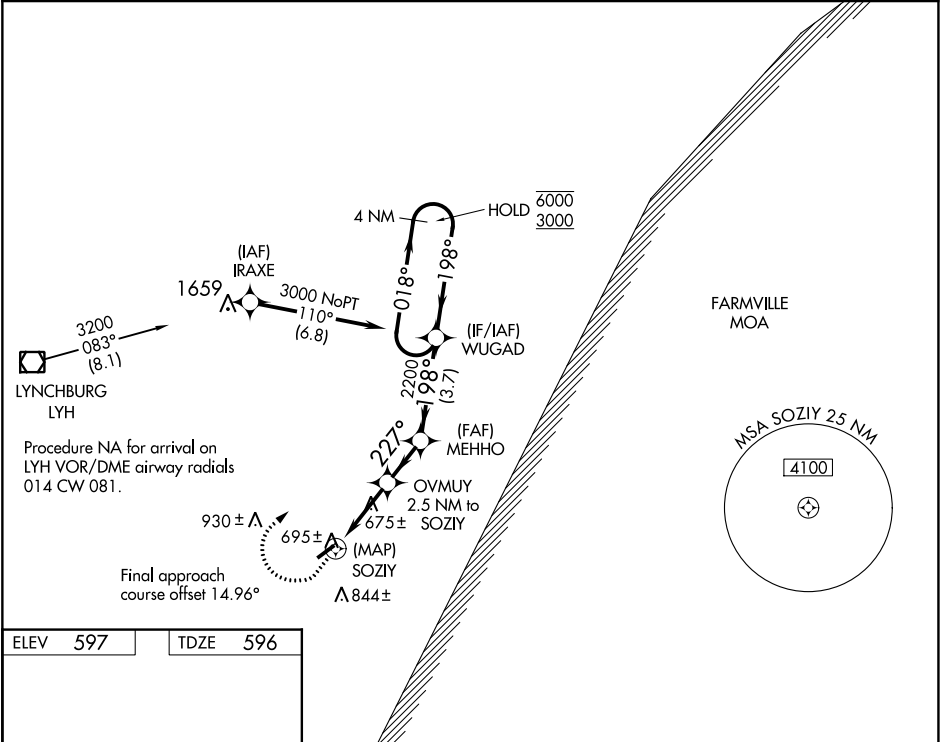 4 NM
HOLD
6000
3000
198°
018°
(IAF)
IRAXE
1659
3000 NoPT
110°
(6.8)
3200
083°
(8.1)
LYNCHBURG
LYH
(IF/IAF)
WUGAD
2200
198°
(3.7)
FARMVILLE
MOA
Procedure NA for arrival on
LYH VOR/DME airway radials
014 CW 081.
227°
(FAF)
MEHHO
OVMUY
2.5 NM to
SOZIY
675±
930±
695±
(MAP)
SOZIY
844±
Final approach
course offset 14.96°
MSA SOZIY 25 NM
4100
ELEV 597
TDZE 596